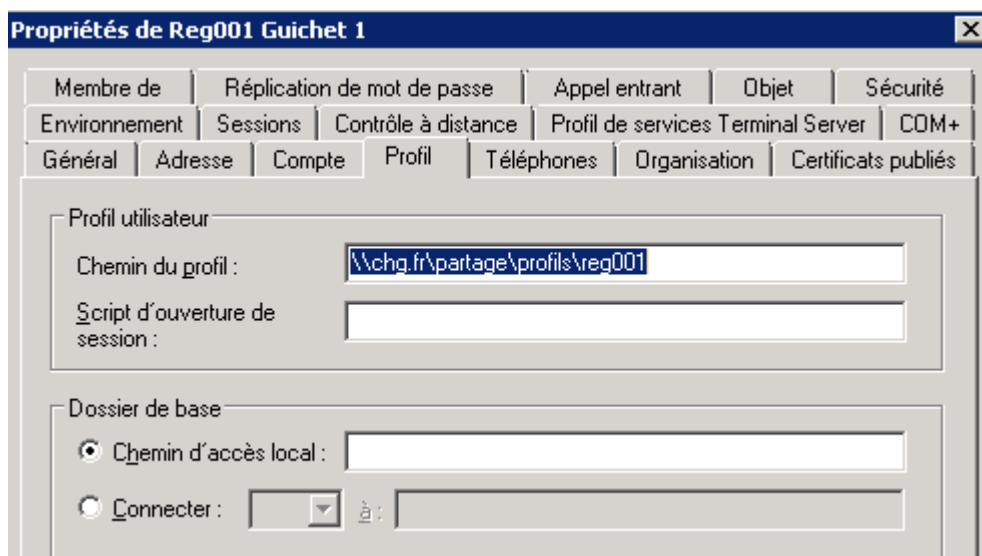 Propriétés de Reg001 Guichet 1
Membre de Réplication de mot de passe Appel entrant Objet Sécurité
Environnement Sessions Contrôle à distance Profil de services Terminal Server COM+
Général Adresse Compte Profil Téléphones Organisation Certificats publiés
Profil utilisateur
Chemin du profil : \\chg.fr\partage\profils\reg001
Script d'ouverture de
session :
Dossier de base
Chemin d'accès local :
Connecter : à :